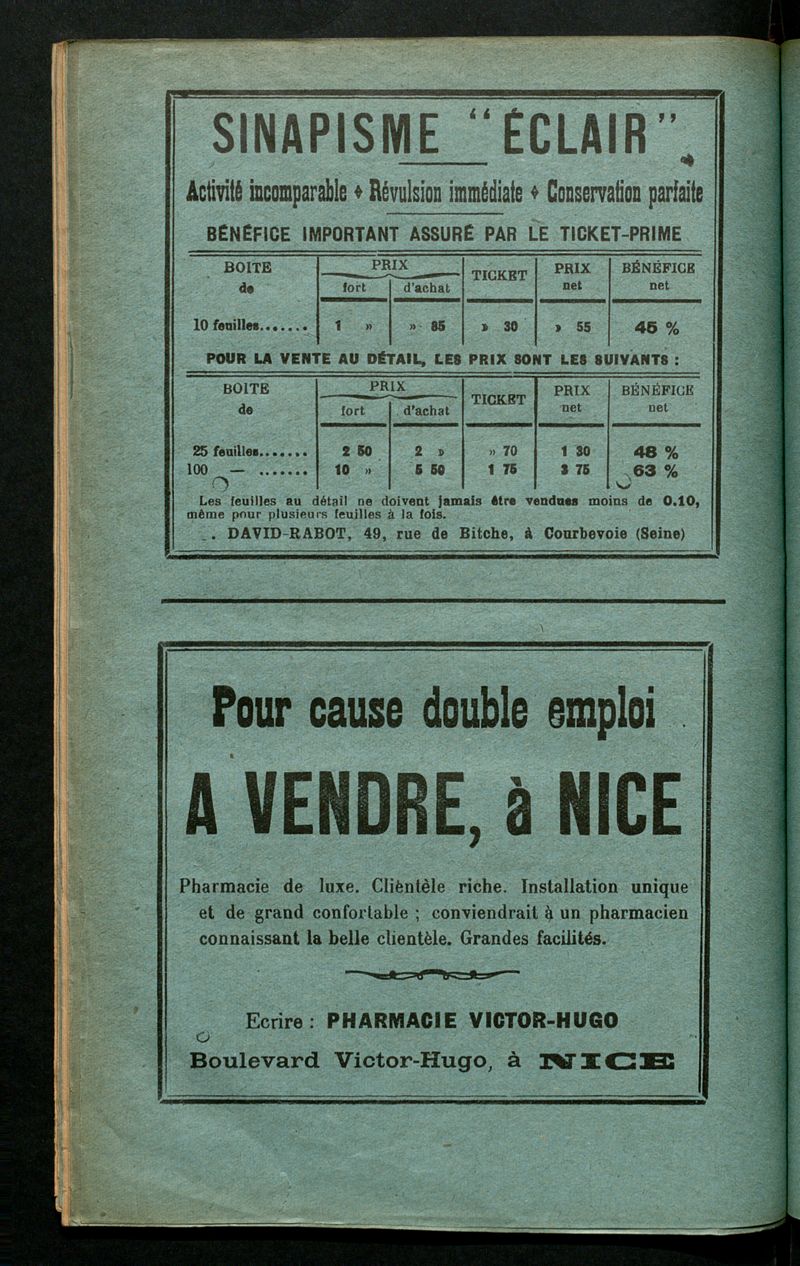 SINAPISME "ÉCLAIR"
Activité incomparable ♦ Révulsion immédiate ♦ Conservation parfaite
BÉNÉFICE IMPORTANT ASSURÉ PAR LE TICKET-PRIME
BOITE de PRIX fort d'achat TICKET PRIX net BÉNÉFICE net
10 feuilles....... 1 » » 85 » 30 » 55 45 %
POUR LA VENTE AU DÉTAIL, LES PRIX SONT LES SUIVANTS :
BOITE de PRIX fort d'achat TICKET PRIX net BÉNÉFICE net
25 feuilles....... 2 50 2 » » 70 1 30 48 %
100 — ....... 10 » 5 50 1 75 3 75 63 %
Les feuilles au détail ne doivent jamais être vendues moins de 0.10,
même pour plusieurs feuilles à la fois.
DAVID-RABOT, 49, rue de Bitche, à Courbevoie (Seine)
Pour cause double emploi
A VENDRE, à NICE
Pharmacie de luxe. Clièntèle riche. Installation unique
et de grand confortable ; conviendrait à un pharmacien
connaissant la belle clientèle. Grandes facilités.
Ecrire : PHARMACIE VICTOR-HUGO
Boulevard Victor-Hugo, à NICE